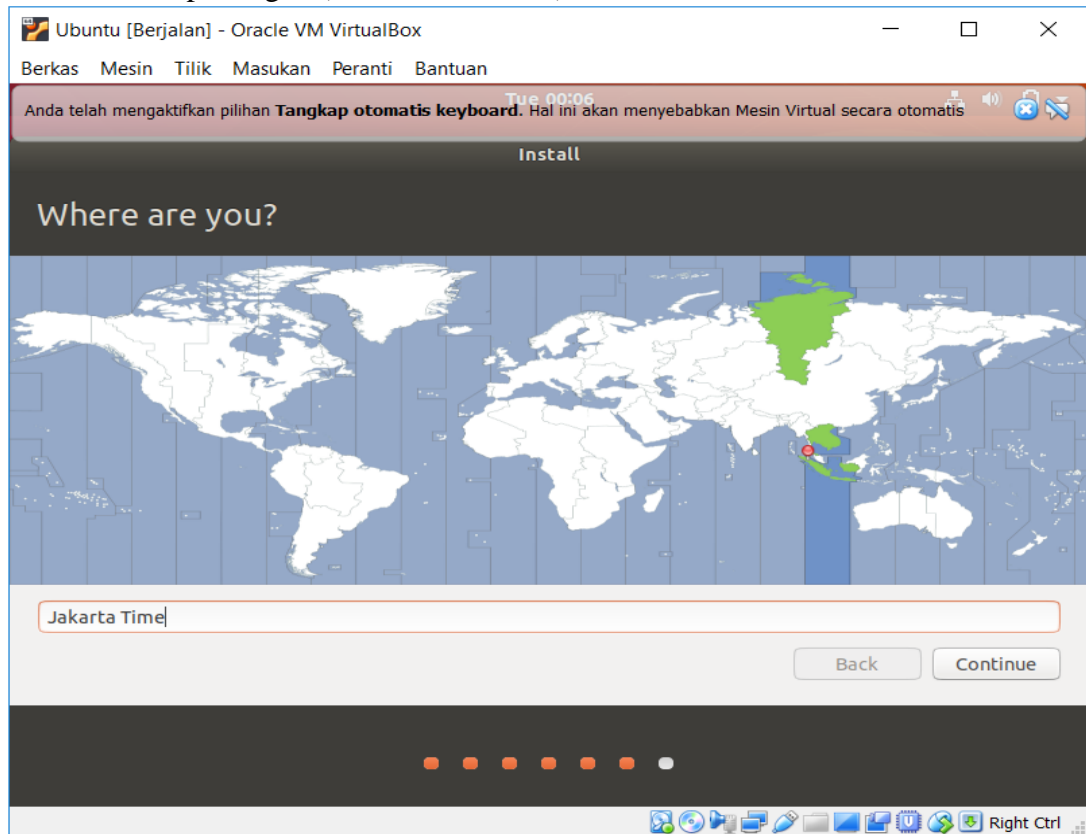 Ubuntu [Berjalan] - Oracle VM VirtualBox
Berkas Mesin Tilik Masukan Peranti Bantuan
Tue 00:06
Anda telah mengaktifkan pilihan Tangkap otomatis keyboard. Hal ini akan menyebabkan Mesin Virtual secara otomatis
Install
Where are you?
Jakarta Time
Back Continue
Right Ctrl